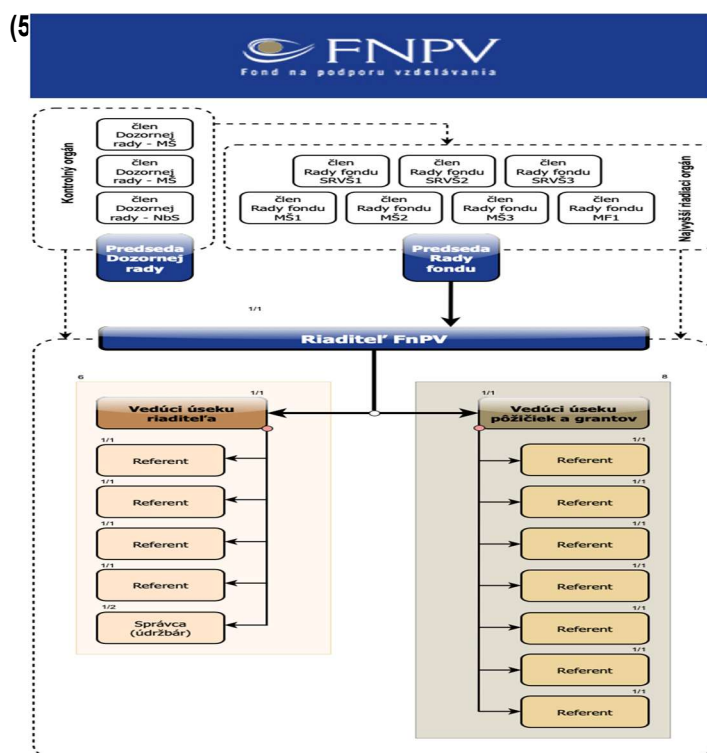 (5
FNPV
Fond na podporu vzdelávania
Kontrolný orgán
člen
Dozornej
rady - MŠ
člen
Dozornej
rady - MŠ
člen
Dozornej
rady - NbS
Predseda
Dozornej
rady
člen
Rady fondu
SRVŠ1
člen
Rady fondu
SRVŠ2
člen
Rady fondu
SRVŠ3
člen
Rady fondu
MŠ1
člen
Rady fondu
MŠ2
člen
Rady fondu
MŠ3
člen
Rady fondu
MF1
Najvyšší riadiaci orgán
Predseda
Rady
fondu
1/1
Riaditeľ FnPV
6
1/1
Vedúci úseku
riaditeľa
1/1
Referent
1/1
Referent
1/1
Referent
1/1
Referent
1/2
Správca
(údržbár)
8
1/1
Vedúci úseku
pôžičiek a grantov
1/1
Referent
1/1
Referent
1/1
Referent
1/1
Referent
1/1
Referent
1/1
Referent
1/1
Referent